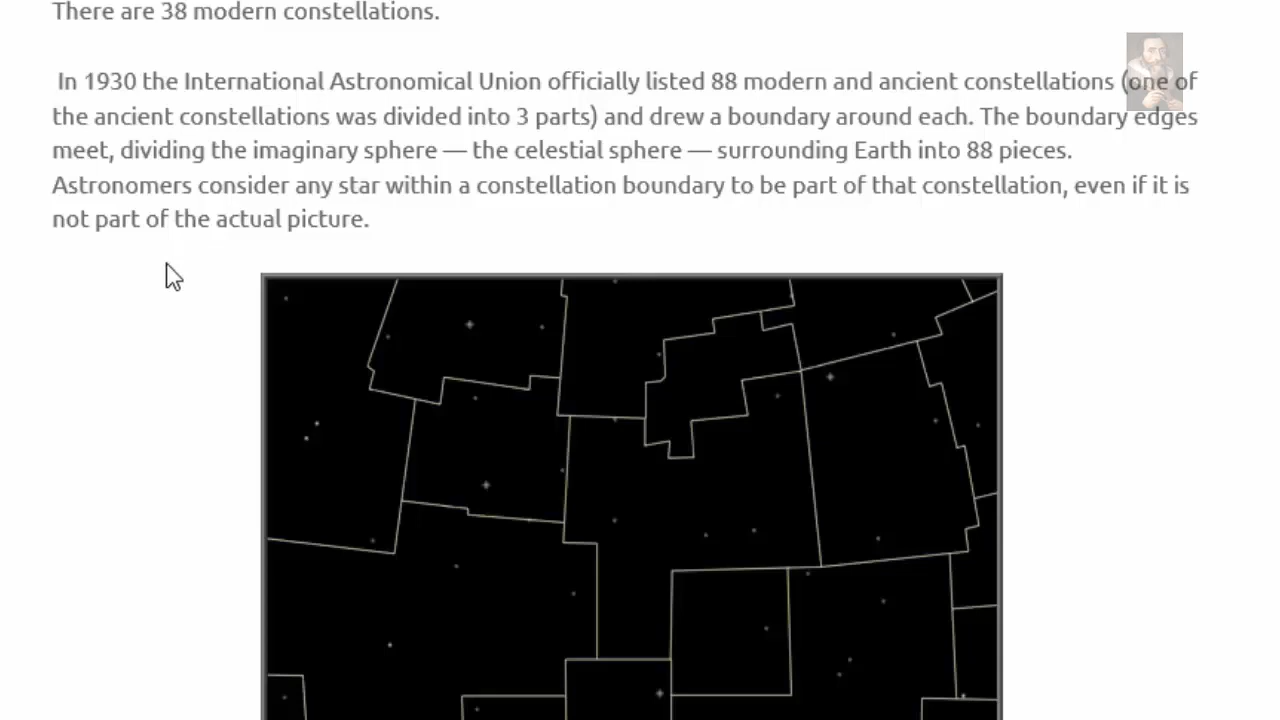 There are 38 modern constellations.
In 1930 the International Astronomical Union officially listed 88 modern and ancient constellations (one of
the ancient constellations was divided into 3 parts) and drew a boundary around each. The boundary edges
meet, dividing the imaginary sphere — the celestial sphere — surrounding Earth into 88 pieces.
Astronomers consider any star within a constellation boundary to be part of that constellation, even if it is
not part of the actual picture.